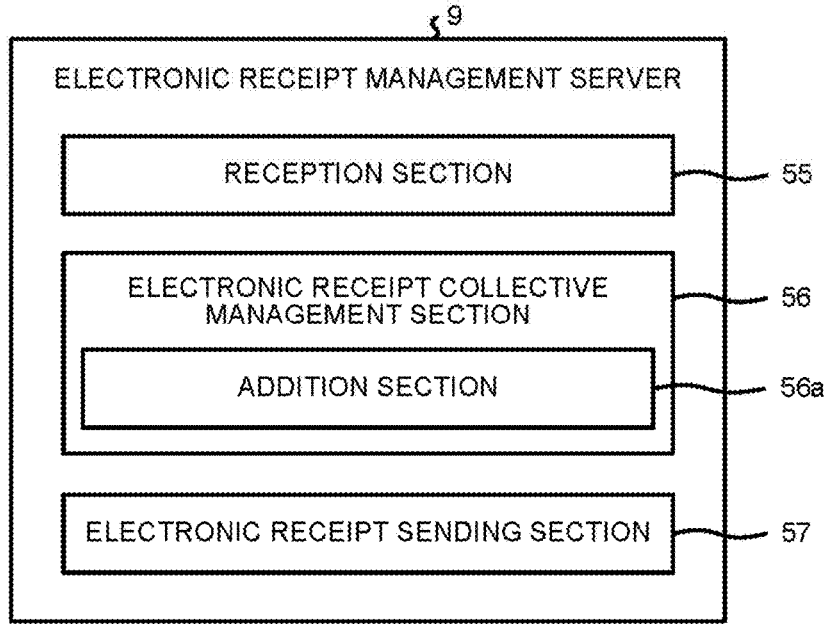 9
ELECTRONIC RECEIPT MANAGEMENT SERVER
RECEPTION SECTION
55
ELECTRONIC RECEIPT COLLECTIVE
MANAGEMENT SECTION
56
ADDITION SECTION
56a
ELECTRONIC RECEIPT SENDING SECTION
57